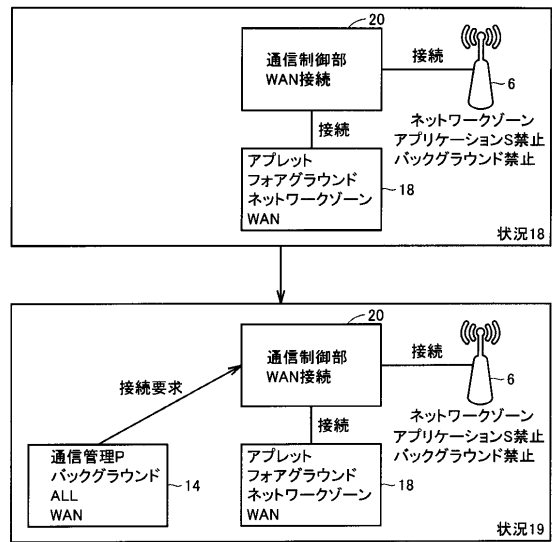 20
通信制御部
WAN接続
接続
6
ネットワークゾーン
アプリケーションS禁止
バックグラウンド禁止
接続
アプレット
フォアグラウンド
ネットワークゾーン
WAN
18
状況18
20
通信制御部
WAN接続
接続
6
ネットワークゾーン
アプリケーションS禁止
バックグラウンド禁止
接続要求
接続
通信管理P
バックグラウンド
ALL
WAN
14
アプレット
フォアグラウンド
ネットワークゾーン
WAN
18
状況19